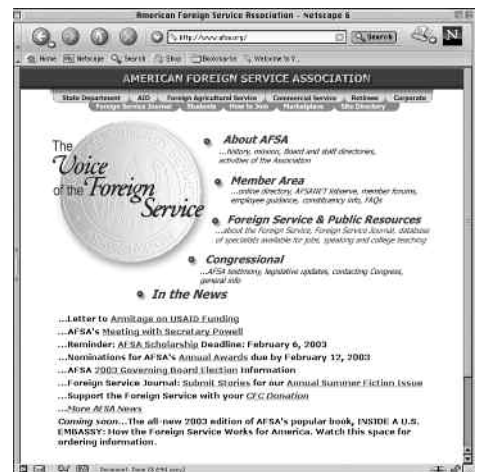 American Foreign Service Association - Netscape 6
http://www.afsa.org/
Search
Home Netscape Search Shop Bookmarks
AMERICAN FOREIGN SERVICE ASSOCIATION
State Department AID Foreign Agricultural Service Commercial Service Retirees Corporate
Foreign Service Journal Students How to Join Marketplace Site Directory
The
Voice
of the Foreign
Service
About AFSA
...history, mission, Board and staff directories,
activities of the Association
Member Area
...online directory, AFSANET listserve, member forums,
employee guidance, constituency info, FAQs
Foreign Service & Public Resources
...about the Foreign Service, Foreign Service Journal, database
of specialists available for jobs, speaking and college teaching
Congressional
...AFSA testimony, legislative updates, contacting Congress,
general info
In the News
...Letter to Armitage on USAID Funding
...AFSA's Meeting with Secretary Powell
...Reminder: AFSA Scholarship Deadline: February 6, 2003
...Nominations for AFSA's Annual Awards due by February 12, 2003
...AFSA 2003 Governing Board Election Information
...Foreign Service Journal: Submit Stories for our Annual Summer Fiction Issue
...Support the Foreign Service with your CFC Donation
...More AFSA News
Coming soon...The all-new 2003 edition of AFSA's popular book, INSIDE A U.S.
EMBASSY: How the Foreign Service Works for America. Watch this space for
ordering information.